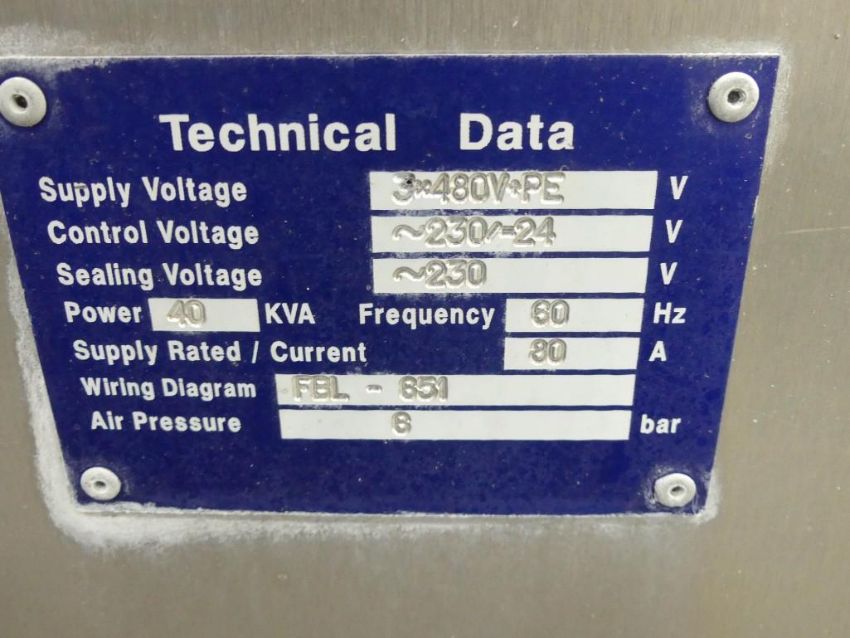 Technical Data
Supply Voltage 3×480V+PE V
Control Voltage ~230/=24 V
Sealing Voltage ~230 V
Power 40 KVA Frequency 60 Hz
Supply Rated / Current 80 A
Wiring Diagram FBL - 651
Air Pressure 6 bar